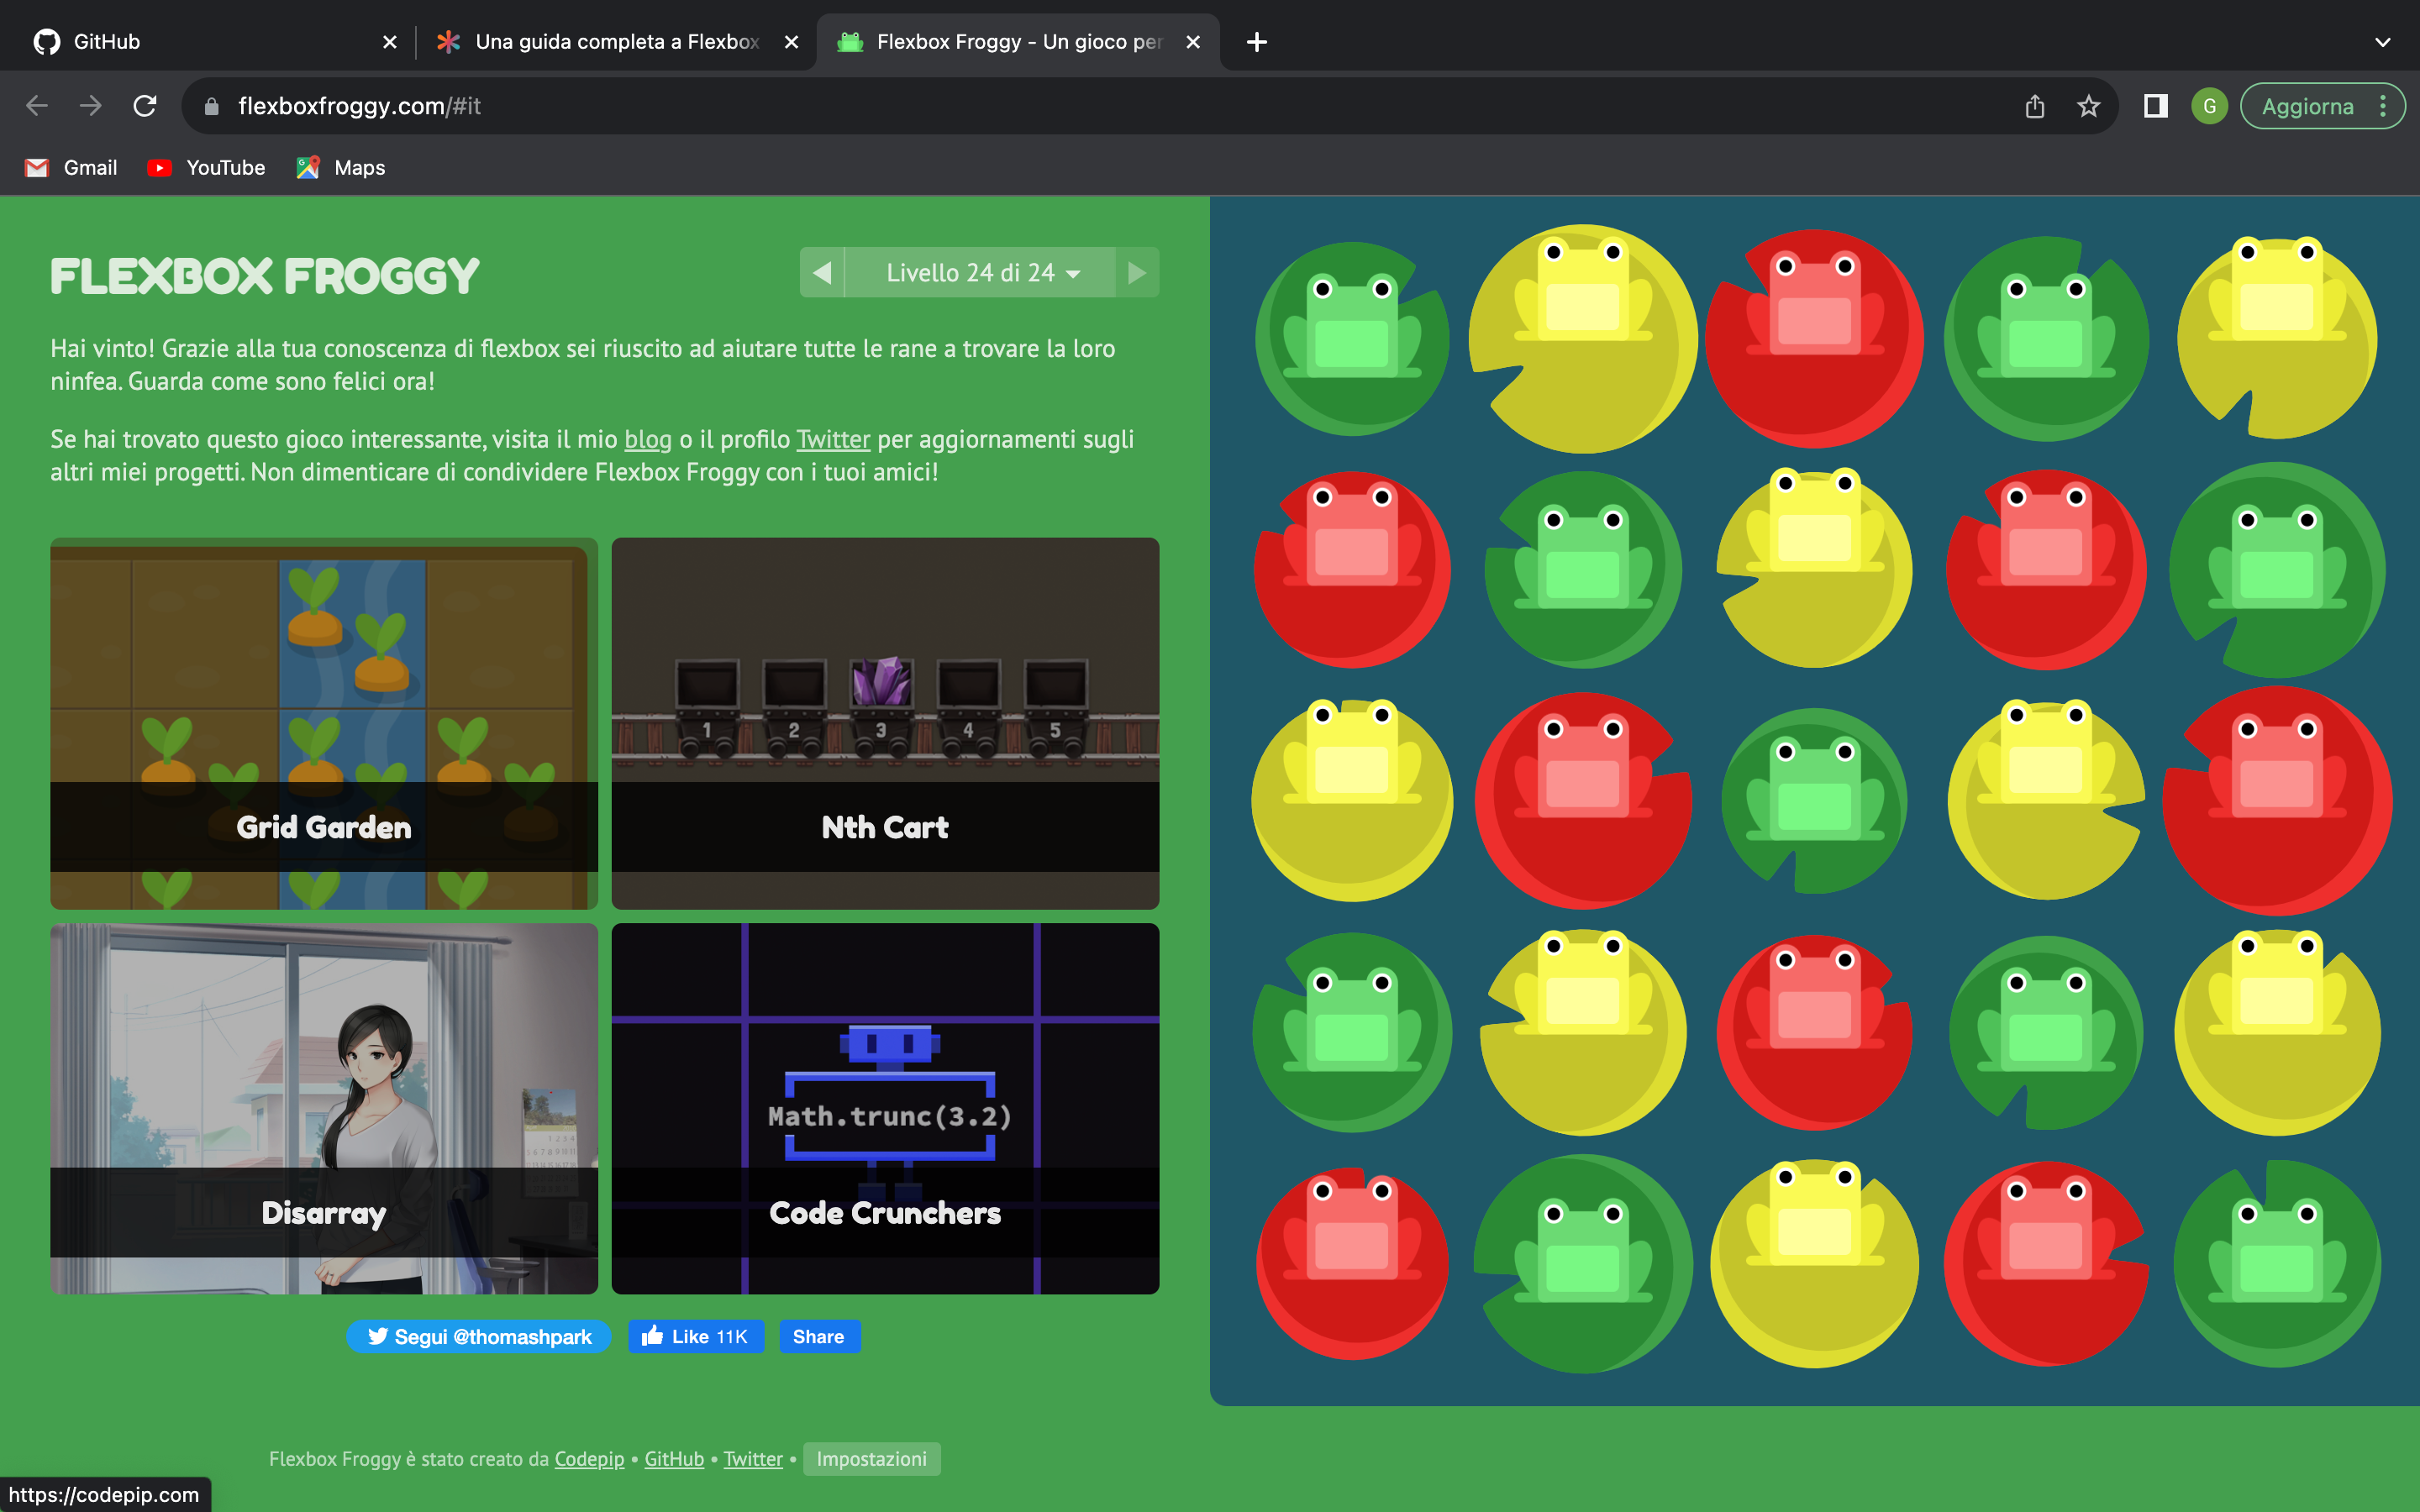 GitHub
Una guida completa a Flexbox
Flexbox Froggy - Un gioco per
flexboxfroggy.com/#it
G
Aggiorna
Gmail
YouTube
Maps
FLEXBOX FROGGY
Livello 24 di 24
Hai vinto! Grazie alla tua conoscenza di flexbox sei riuscito ad aiutare tutte le rane a trovare la loro
ninfea. Guarda come sono felici ora!
Se hai trovato questo gioco interessante, visita il mio blog o il profilo Twitter per aggiornamenti sugli
altri miei progetti. Non dimenticare di condividere Flexbox Froggy con i tuoi amici!
1 2 3 4 5
Grid Garden
Nth Cart
Math.trunc(3.2)
Disarray
Code Crunchers
Segui @thomashpark
Like 11K
Share
Flexbox Froggy è stato creato da Codepip • GitHub • Twitter • Impostazioni
https://codepip.com